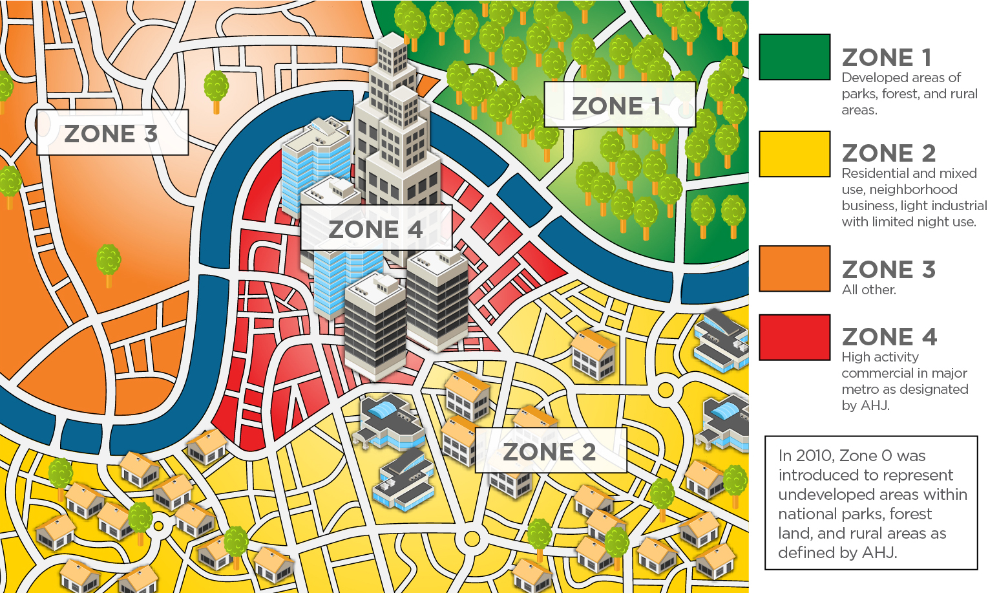 ZONE 3
ZONE 1
ZONE 4
ZONE 2
ZONE 1
Developed areas of
parks, forest, and rural
areas.
ZONE 2
Residential and mixed
use, neighborhood
business, light industrial
with limited night use.
ZONE 3
All other.
ZONE 4
High activity
commercial in major
metro as designated
by AHJ.
In 2010, Zone 0 was
introduced to represent
undeveloped areas within
national parks, forest
land, and rural areas as
defined by AHJ.